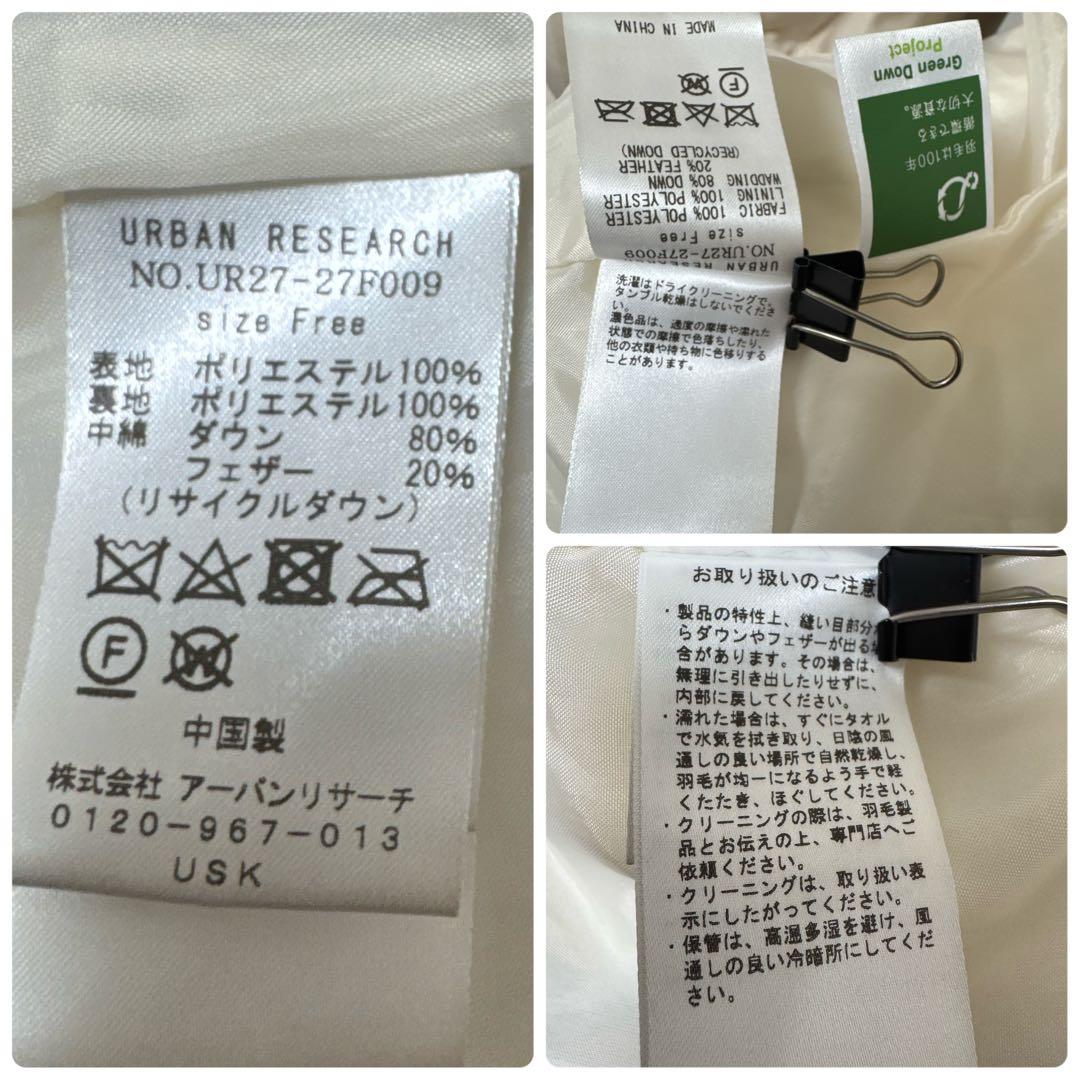 URBAN RESEARCH
NO.UR27-27F009
size Free
表地 ポリエステル100%
裏地 ポリエステル100%
中綿 ダウン 80%
フェザー 20%
(リサイクルダウン)
F
W
中国製
株式会社 アーバンリサーチ
0120-967-013
USK
MADE IN CHINA
W
F
(RECYCLED DOWN)
20% FEATHER
WADDING 80% DOWN
LINING 100% POLYESTER
FABRIC 100% POLYESTER
size Free
NO.UR27-27F009
URBAN RESEA
洗濯はドライクリーニングで、
タンブル乾燥はしないでくださ
い。
濃色品は、過度の摩擦や濡れた
状態での摩擦で色落ちしたり、
他の衣類や持ち物に色移りする
ことがあります。
Green Down
Project
羽毛は100年
循環できる
大切な資源。
お取り扱いのご注意
・製品の特性上、縫い目部分か
らダウンやフェザーが出る場
合があります。その場合は、
無理に引き出したりせずに、
内部に戻してください。
・濡れた場合は、すぐにタオル
で水気を拭き取り、日陰の風
通しの良い場所で自然乾燥し、
羽毛が均一になるよう手で軽
くたたき、ほぐしてください。
・クリーニングの際は、羽毛製
品とお伝えの上、専門店へご
依頼ください。
・クリーニングは、取り扱い表
示にしたがってください。
・保管は、高温多湿を避け、風
通しの良い冷暗所にしてくだ
さい。